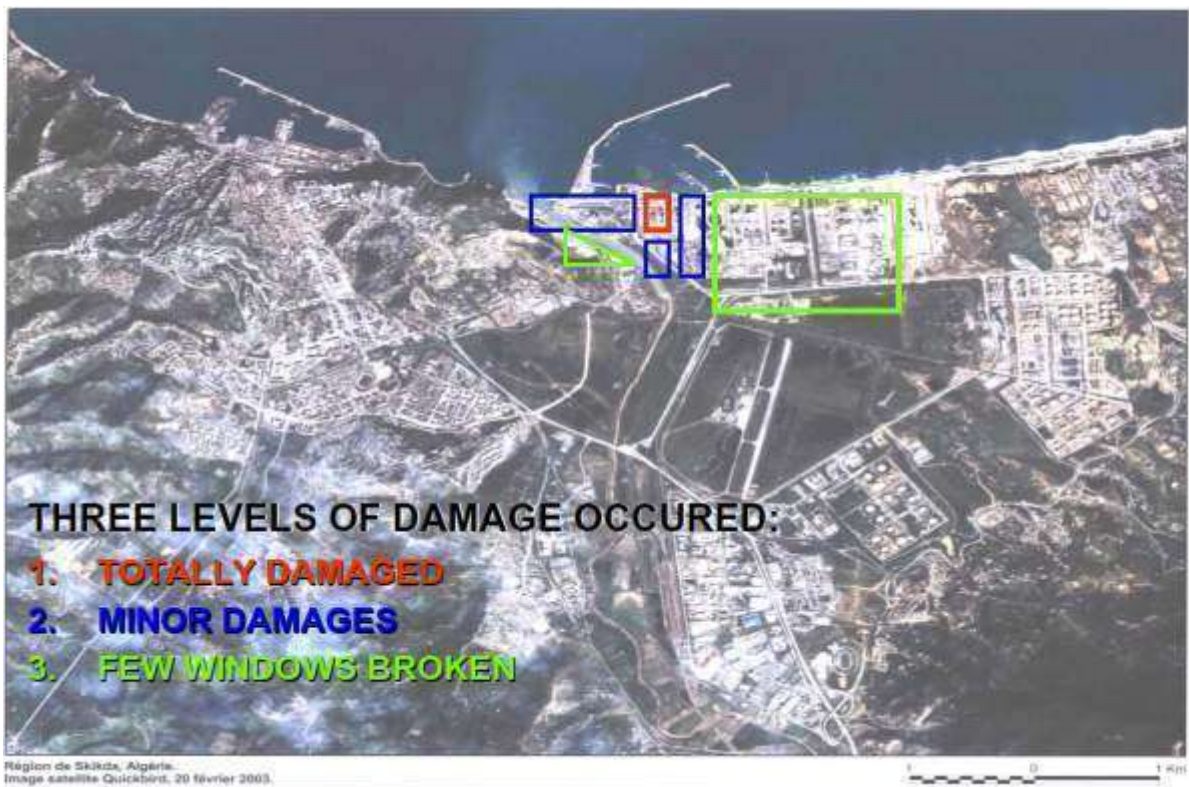 THREE LEVELS OF DAMAGE OCCURED:
1. TOTALLY DAMAGED
2. MINOR DAMAGES
3. FEW WINDOWS BROKEN
Région de Skikda, Algérie.
Image satellite Quickbird, 20 février 2003.
1 0 1 Km